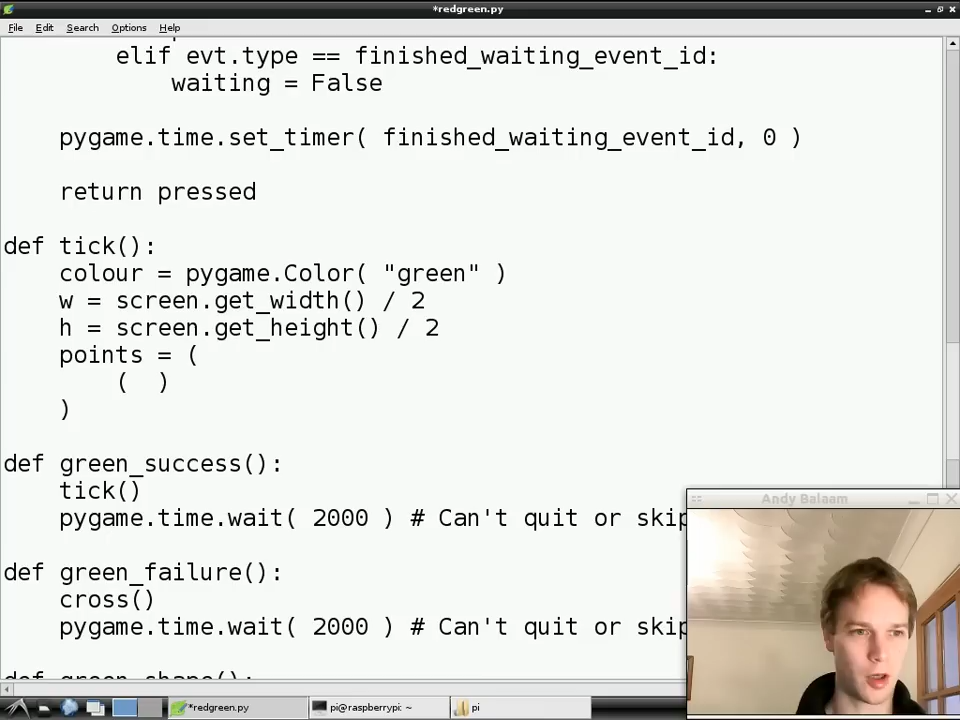 *redgreen.py
File Edit Search Options Help
elif evt.type == finished_waiting_event_id:
waiting = False
pygame.time.set_timer( finished_waiting_event_id, 0 )
return pressed
def tick():
colour = pygame.Color( "green" )
w = screen.get_width() / 2
h = screen.get_height() / 2
points = (
(  )
)
def green_success():
tick()
pygame.time.wait( 2000 ) # Can't quit or skip
def green_failure():
cross()
pygame.time.wait( 2000 ) # Can't quit or skip
def green_shape():
Andy Balaam
*redgreen.py pi@raspberrypi: ~ pi